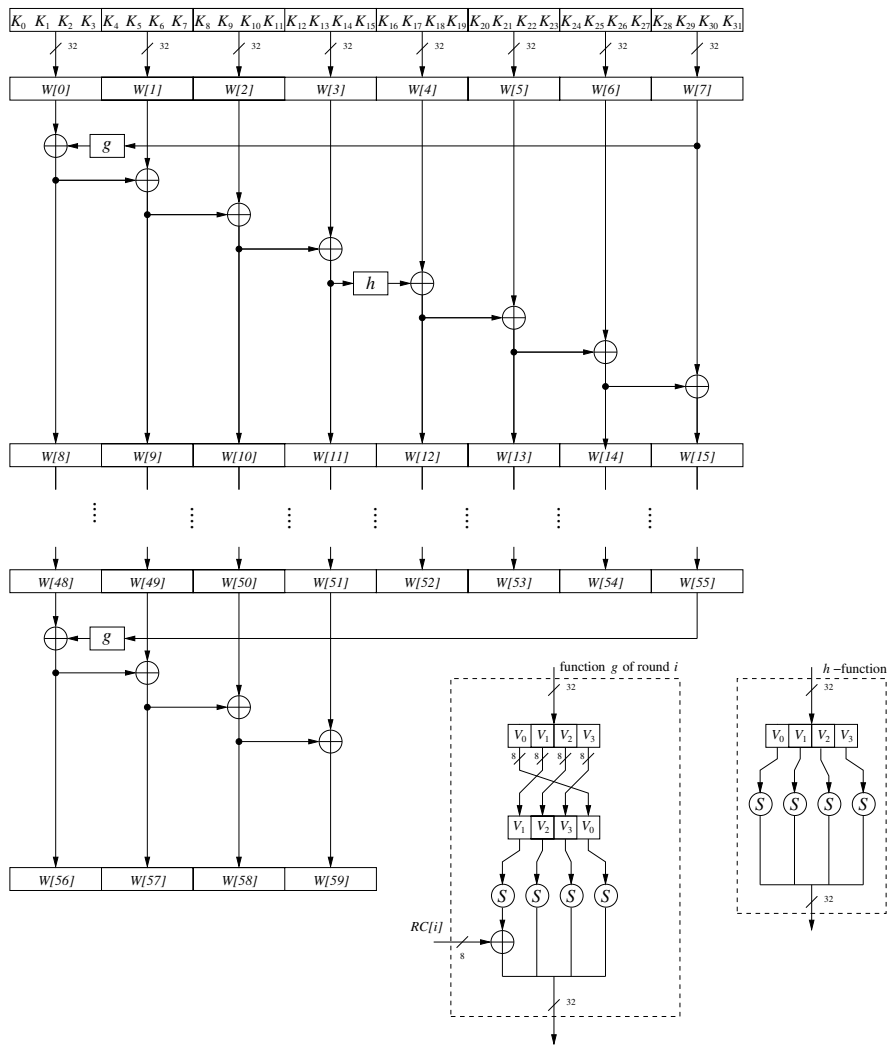 K0 K1 K2 K3 K4 K5 K6 K7 K8 K9 K10 K11 K12 K13 K14 K15 K16 K17 K18 K19 K20 K21 K22 K23 K24 K25 K26 K27 K28 K29 K30 K31
32 32 32 32 32 32 32 32
W[0] W[1] W[2] W[3] W[4] W[5] W[6] W[7]
g
h
W[8] W[9] W[10] W[11] W[12] W[13] W[14] W[15]
W[48] W[49] W[50] W[51] W[52] W[53] W[54] W[55]
g
function g of round i
32
V0 V1 V2 V3
8 8 8 8
V1 V2 V3 V0
S S S S
RC[i]
8
32
h –function
32
V0 V1 V2 V3
S S S S
32
W[56] W[57] W[58] W[59]